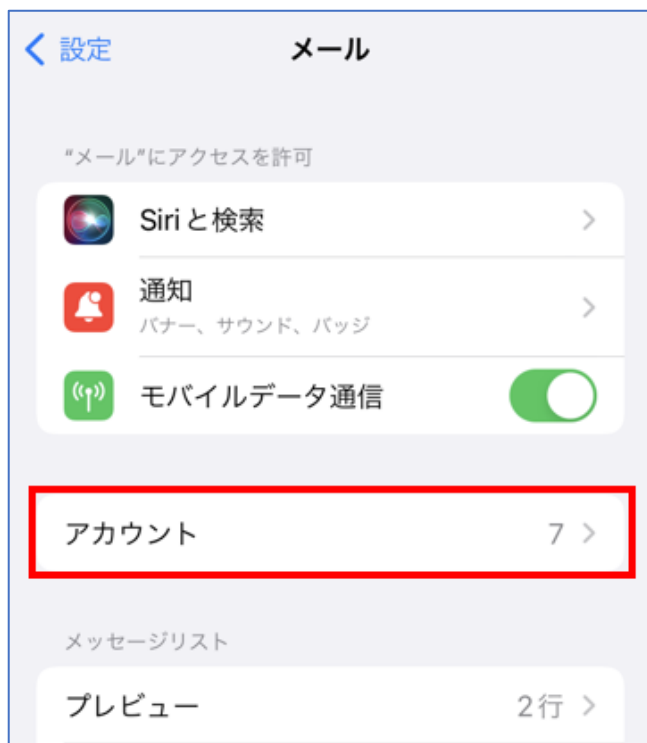 設定
メール
“メール”にアクセスを許可
Siriと検索
通知
バナー、サウンド、バッジ
モバイルデータ通信
アカウント 7
メッセージリスト
プレビュー 2行